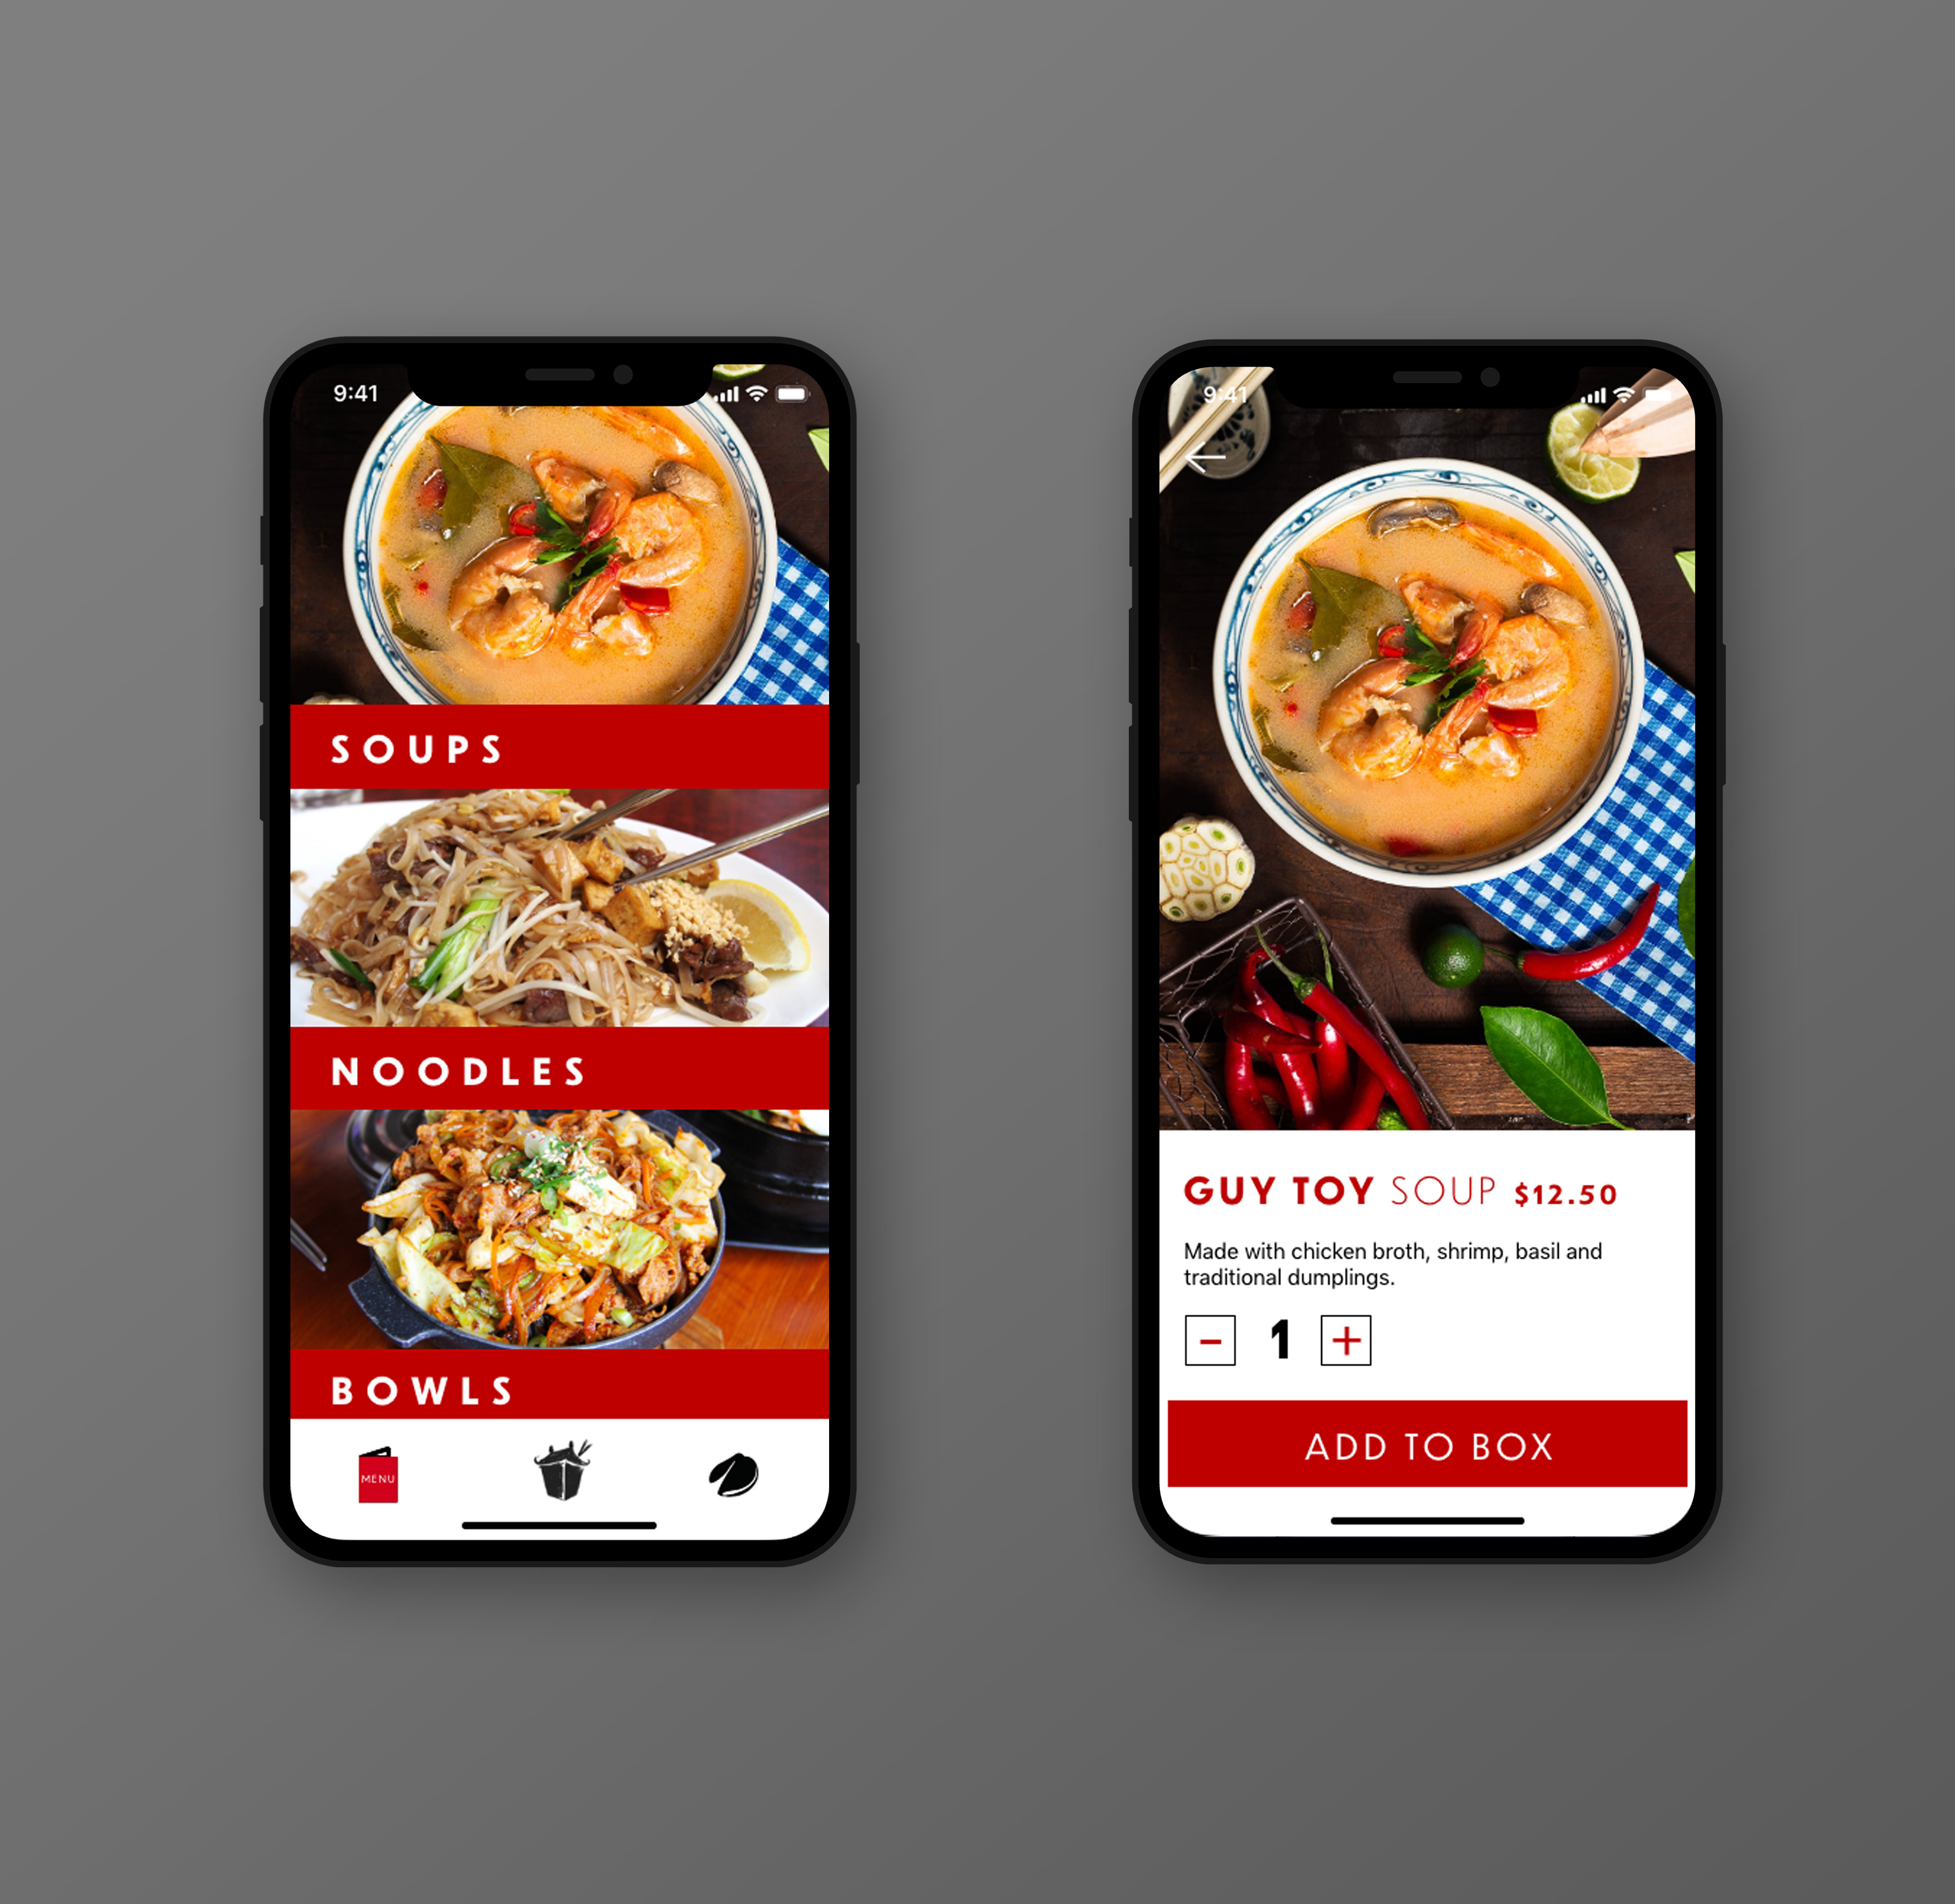 9:41
SOUPS
NOODLES
BOWLS
MENU
9:41
GUY TOY SOUP $12.50
Made with chicken broth, shrimp, basil and
traditional dumplings.
- 1 +
ADD TO BOX